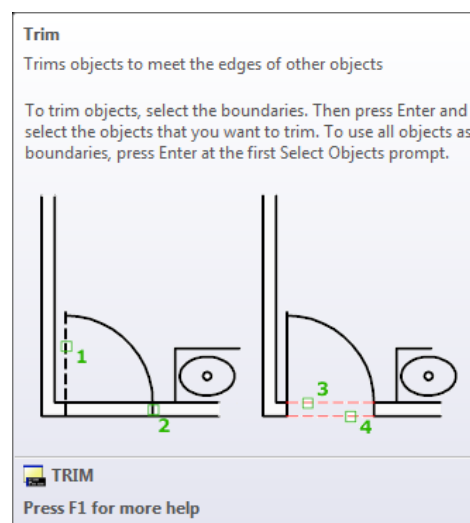 Trim
Trims objects to meet the edges of other objects
To trim objects, select the boundaries. Then press Enter and
select the objects that you want to trim. To use all objects as
boundaries, press Enter at the first Select Objects prompt.
1
2
3
4
TRIM
Press F1 for more help